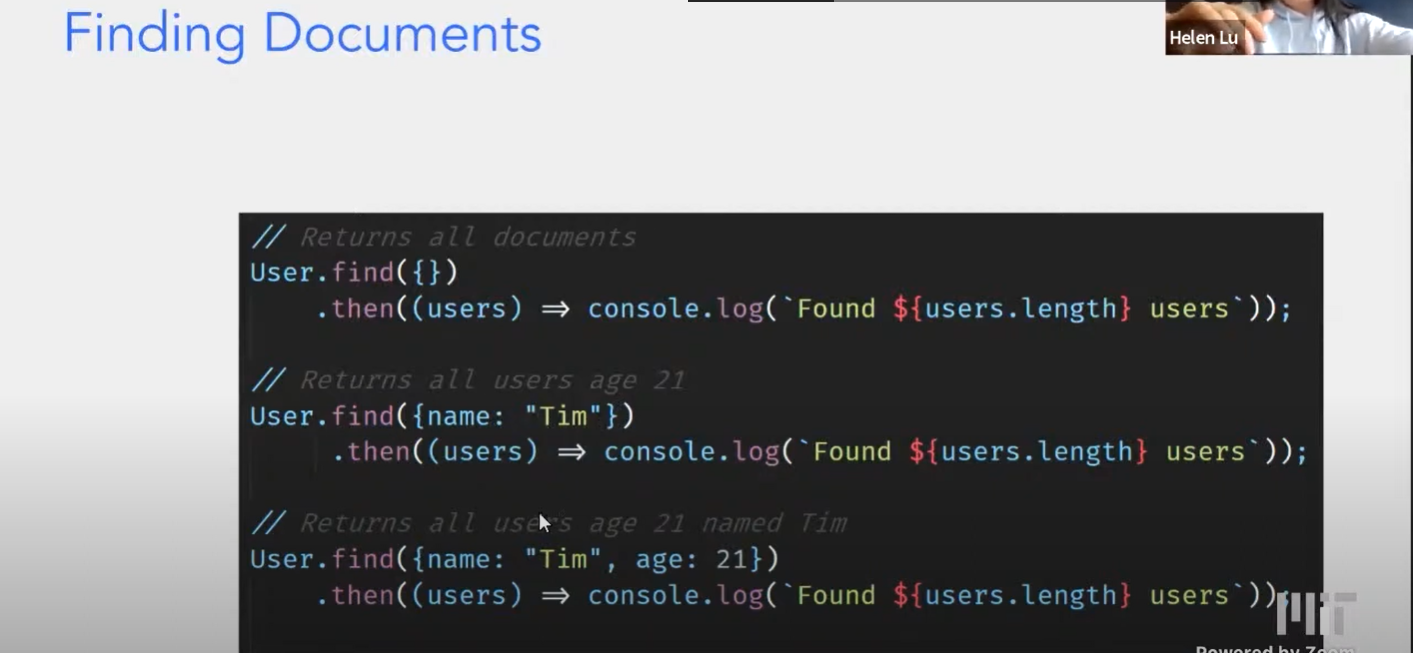 Finding Documents
Helen Lu
// Returns all documents
User.find({})
.then((users) => console.log(`Found ${users.length} users`));
// Returns all users age 21
User.find({name: "Tim"})
.then((users) => console.log(`Found ${users.length} users`));
// Returns all users age 21 named Tim
User.find({name: "Tim", age: 21})
.then((users) => console.log(`Found ${users.length} users`));
MIT
Powered by Zoom